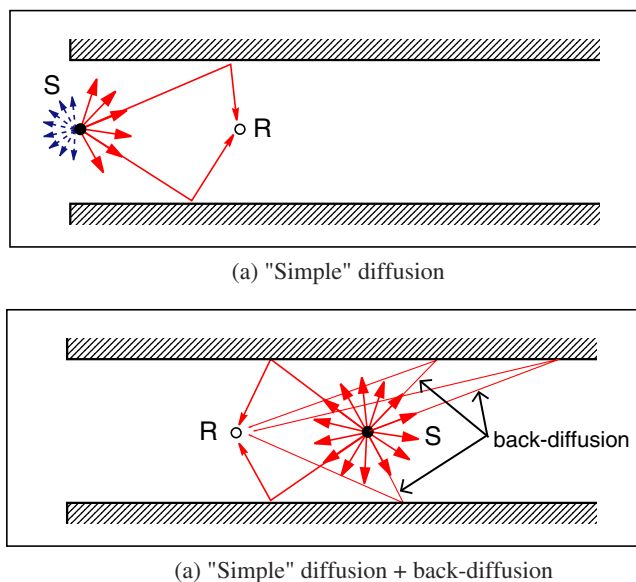 S
R
(a) "Simple" diffusion
R
S
back-diffusion
(a) "Simple" diffusion + back-diffusion